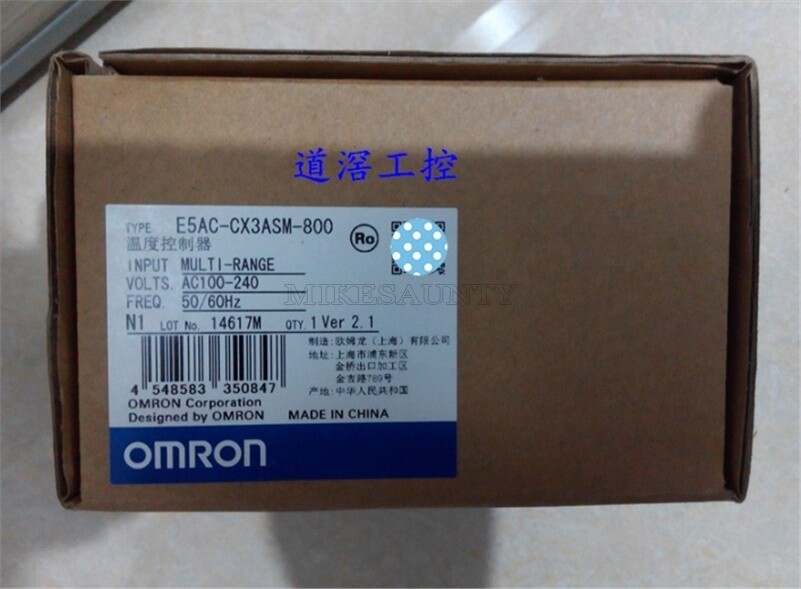 道滘工控
TYPE E5AC-CX3ASM-800
温度控制器
Ro
INPUT MULTI-RANGE
VOLTS. AC100-240
FREQ. 50/60Hz
MIKESAUNTY
N1 LOT No. 14617M QTY. 1 Ver 2.1
制造: 欧姆龙 (上海) 有限公司
地址: 上海市浦东新区
金桥出口加工区
金吉路789号
产地: 中华人民共和国
4 548583 350847
OMRON Corporation
Designed by OMRON MADE IN CHINA
OMRON